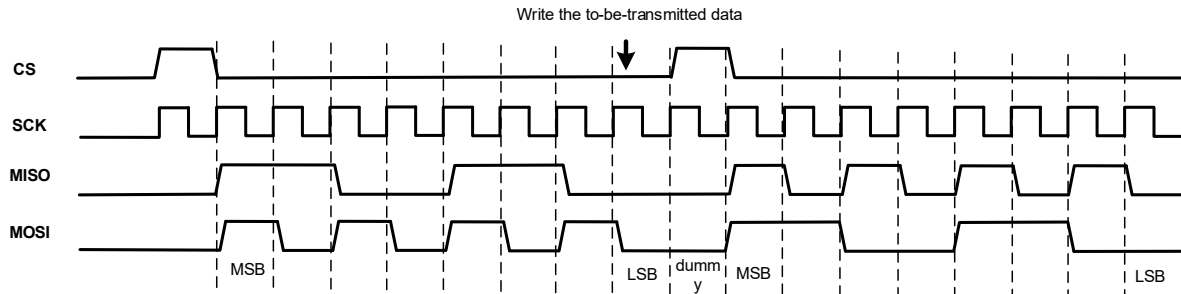 Write the to-be-transmitted data
CS
SCK
MISO
MOSI
MSB
LSB
dumm
y
MSB
LSB